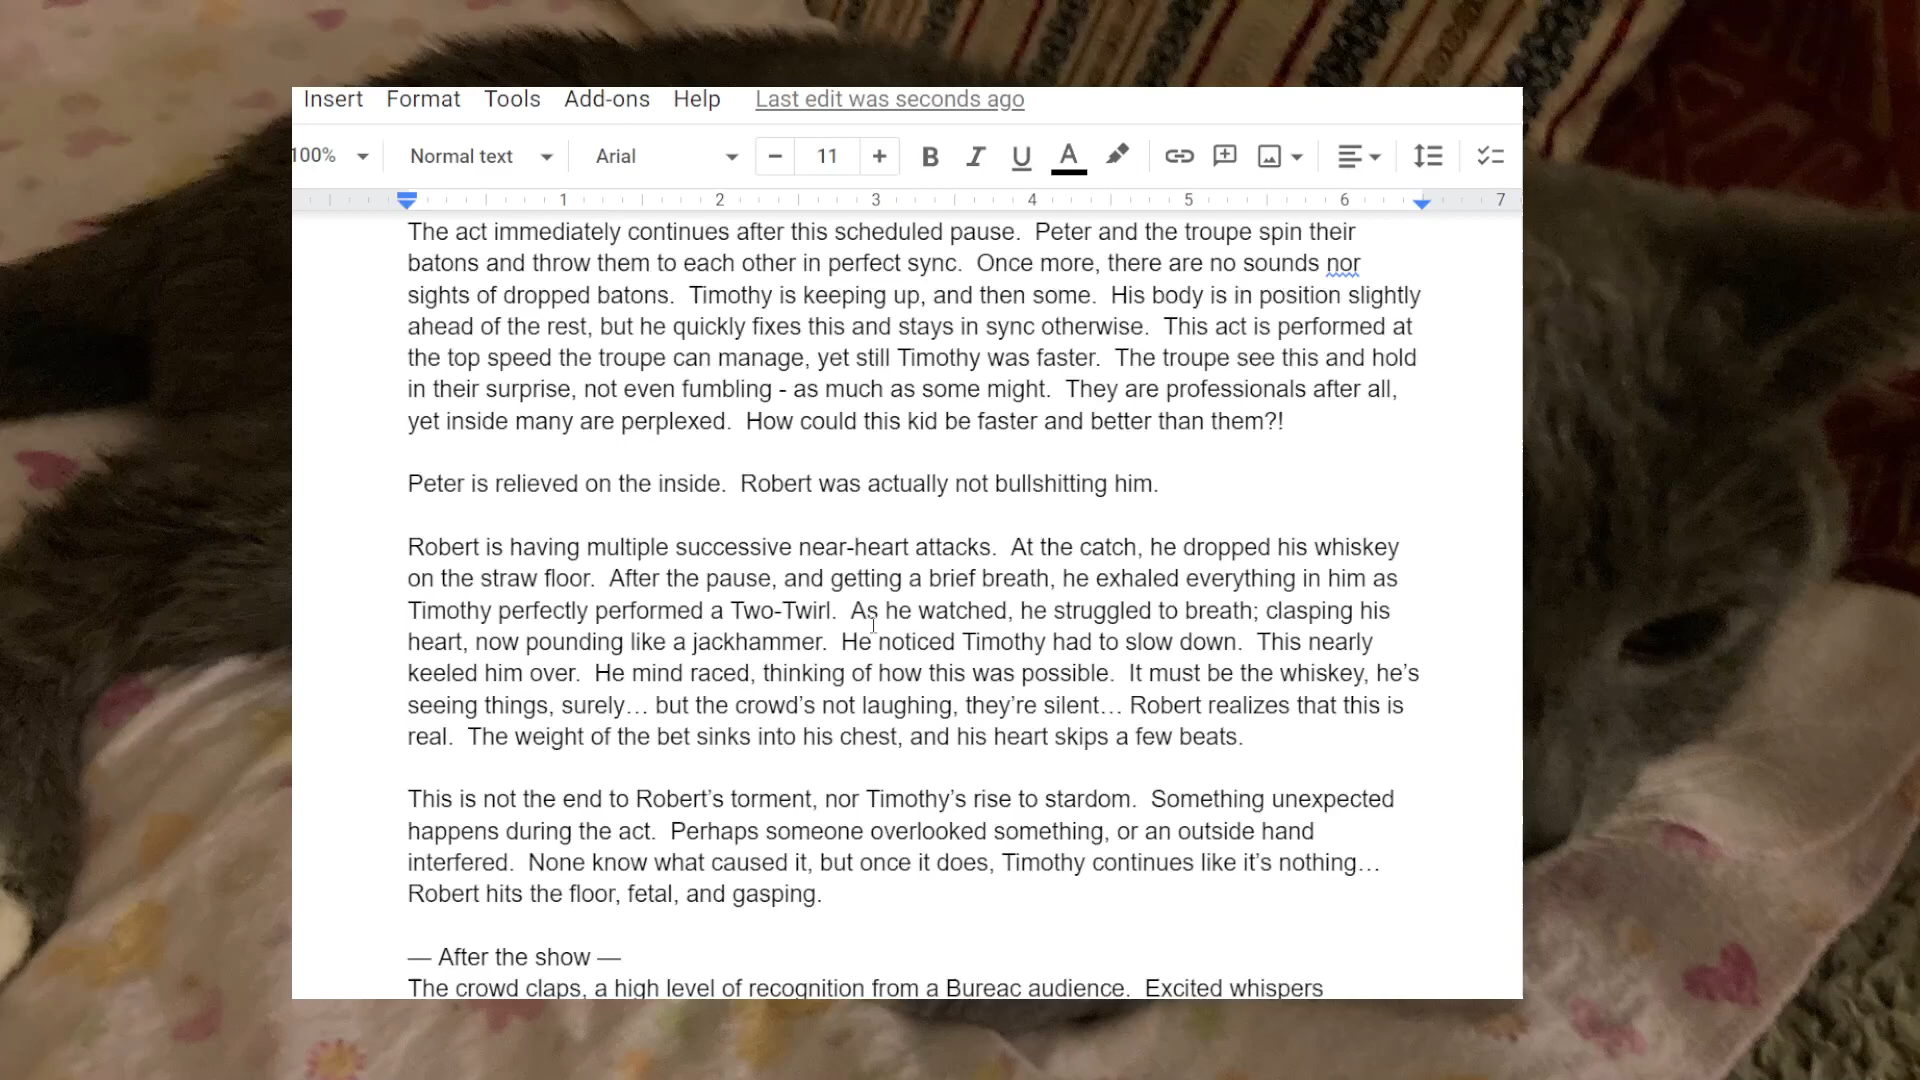 Insert Format Tools Add-ons Help Last edit was seconds ago
100% Normal text Arial 11 B I U A
1 2 3 4 5 6 7
The act immediately continues after this scheduled pause.  Peter and the troupe spin their
batons and throw them to each other in perfect sync.  Once more, there are no sounds nor
sights of dropped batons.  Timothy is keeping up, and then some.  His body is in position slightly
ahead of the rest, but he quickly fixes this and stays in sync otherwise.  This act is performed at
the top speed the troupe can manage, yet still Timothy was faster.  The troupe see this and hold
in their surprise, not even fumbling - as much as some might.  They are professionals after all,
yet inside many are perplexed.  How could this kid be faster and better than them?!
Peter is relieved on the inside.  Robert was actually not bullshitting him.
Robert is having multiple successive near-heart attacks.  At the catch, he dropped his whiskey
on the straw floor.  After the pause, and getting a brief breath, he exhaled everything in him as
Timothy perfectly performed a Two-Twirl.  As he watched, he struggled to breath; clasping his
heart, now pounding like a jackhammer.  He noticed Timothy had to slow down.  This nearly
keeled him over.  He mind raced, thinking of how this was possible.  It must be the whiskey, he’s
seeing things, surely… but the crowd’s not laughing, they’re silent… Robert realizes that this is
real.  The weight of the bet sinks into his chest, and his heart skips a few beats.
This is not the end to Robert’s torment, nor Timothy’s rise to stardom.  Something unexpected
happens during the act.  Perhaps someone overlooked something, or an outside hand
interfered.  None know what caused it, but once it does, Timothy continues like it’s nothing…
Robert hits the floor, fetal, and gasping.
— After the show —
The crowd claps, a high level of recognition from a Bureac audience.  Excited whispers